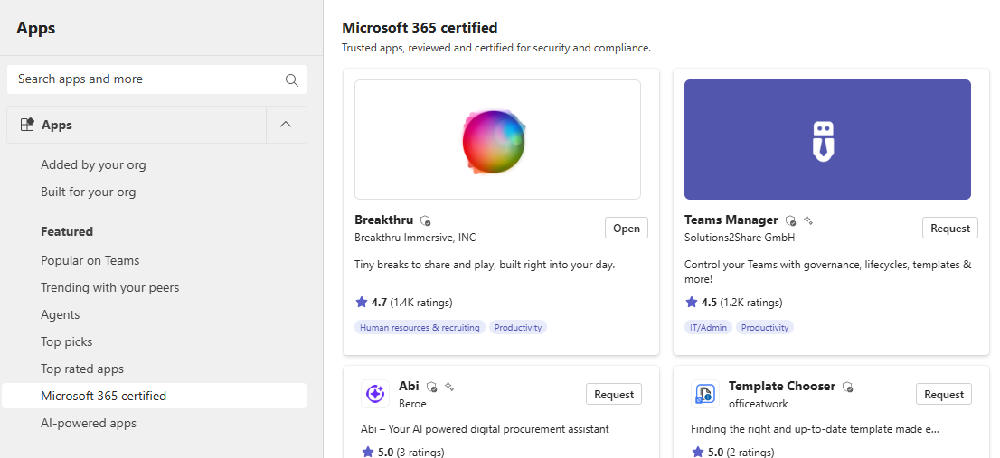 Apps
Search apps and more
Apps
Added by your org
Built for your org
Featured
Popular on Teams
Trending with your peers
Agents
Top picks
Top rated apps
Microsoft 365 certified
AI-powered apps
Microsoft 365 certified
Trusted apps, reviewed and certified for security and compliance.
Breakthru
Breakthru Immersive, INC
Open
Tiny breaks to share and play, built right into your day.
4.7 (1.4K ratings)
Human resources & recruiting Productivity
Teams Manager
Solutions2Share GmbH
Request
Control your Teams with governance, lifecycles, templates &
more!
4.5 (1.2K ratings)
IT/Admin Productivity
Abi
Beroe
Request
Abi – Your AI powered digital procurement assistant
5.0 (3 ratings)
Template Chooser
officeatwork
Request
Finding the right and up-to-date template made e...
5.0 (2 ratings)